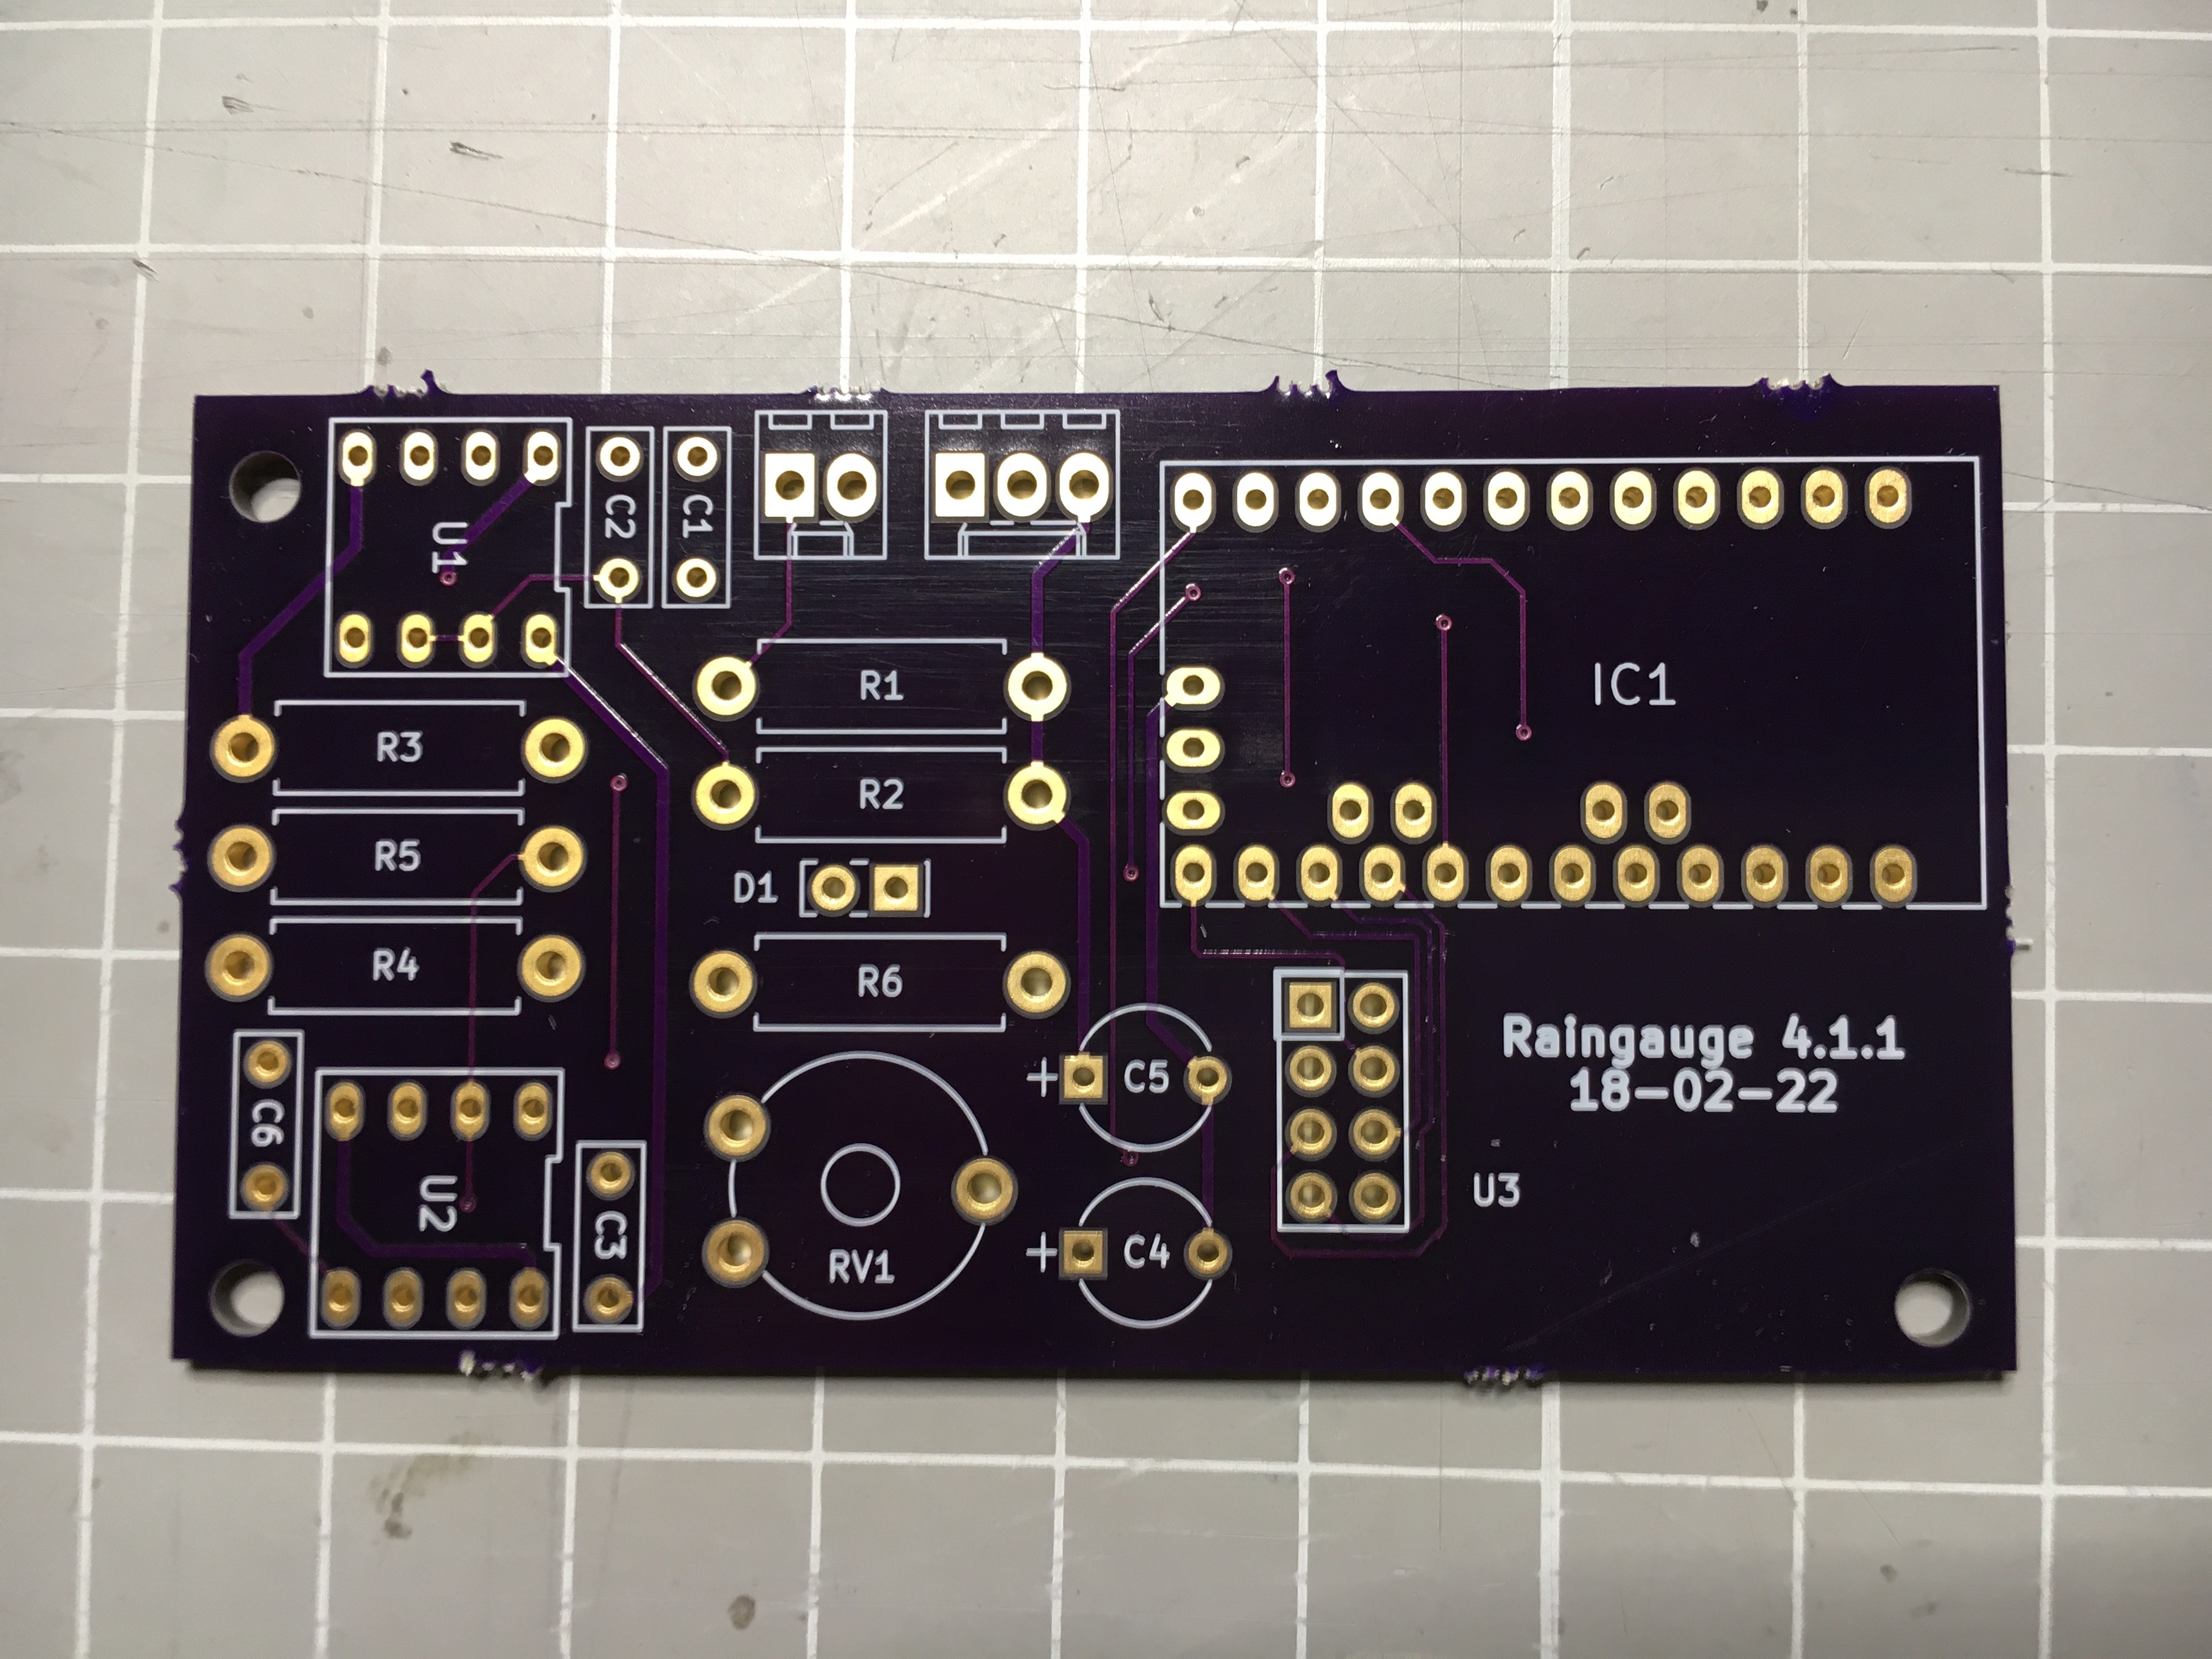 U1
C2
C1
IC1
R1
R3
R2
R5
D1
R4
R6
Raingauge 4.1.1
18-02-22
+ C5
C6
U2
C3
RV1
+ C4
U3